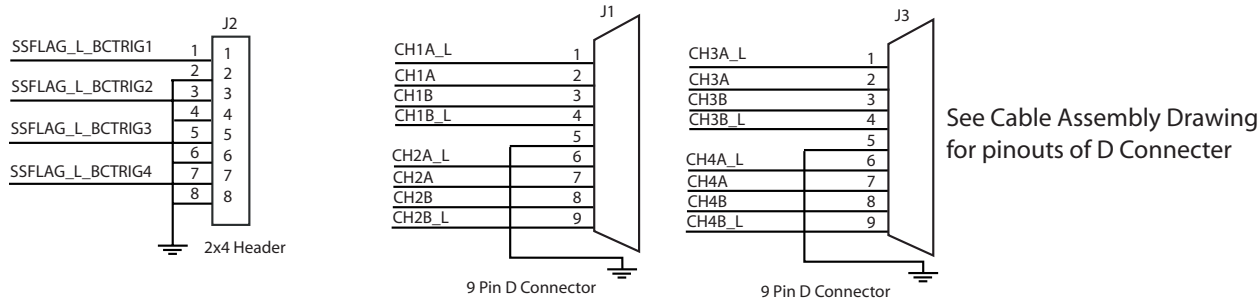 J2
SSFLAG_L_BCTRIG1 1 1
2 2
SSFLAG_L_BCTRIG2 3 3
4 4
SSFLAG_L_BCTRIG3 5 5
6 6
SSFLAG_L_BCTRIG4 7 7
8 8
2x4 Header
J1
CH1A_L 1
CH1A 2
CH1B 3
CH1B_L 4
5
CH2A_L 6
CH2A 7
CH2B 8
CH2B_L 9
9 Pin D Connector
J3
CH3A_L 1
CH3A 2
CH3B 3
CH3B_L 4
5
CH4A_L 6
CH4A 7
CH4B 8
CH4B_L 9
9 Pin D Connector
See Cable Assembly Drawing
for pinouts of D Connecter